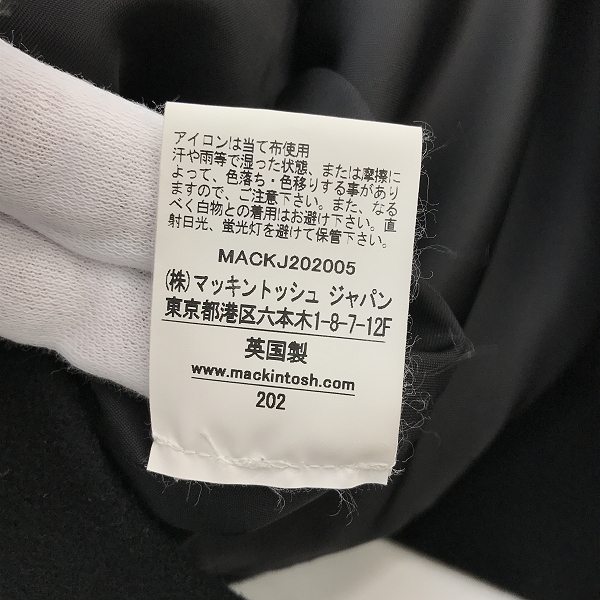 アイコンは当て布使用
汗や雨等で湿った状態、または摩擦に
よって、色落ち・色移りする事があり
ますので、ご注意下さい。また、なる
べく白物との着用はお避け下さい。直
射日光、蛍光灯を避けて保管下さい。
MACKJ202005
(株)マッキントッシュ ジャパン
東京都港区六本木1-8-7-12F
英国製
www.mackintosh.com
202